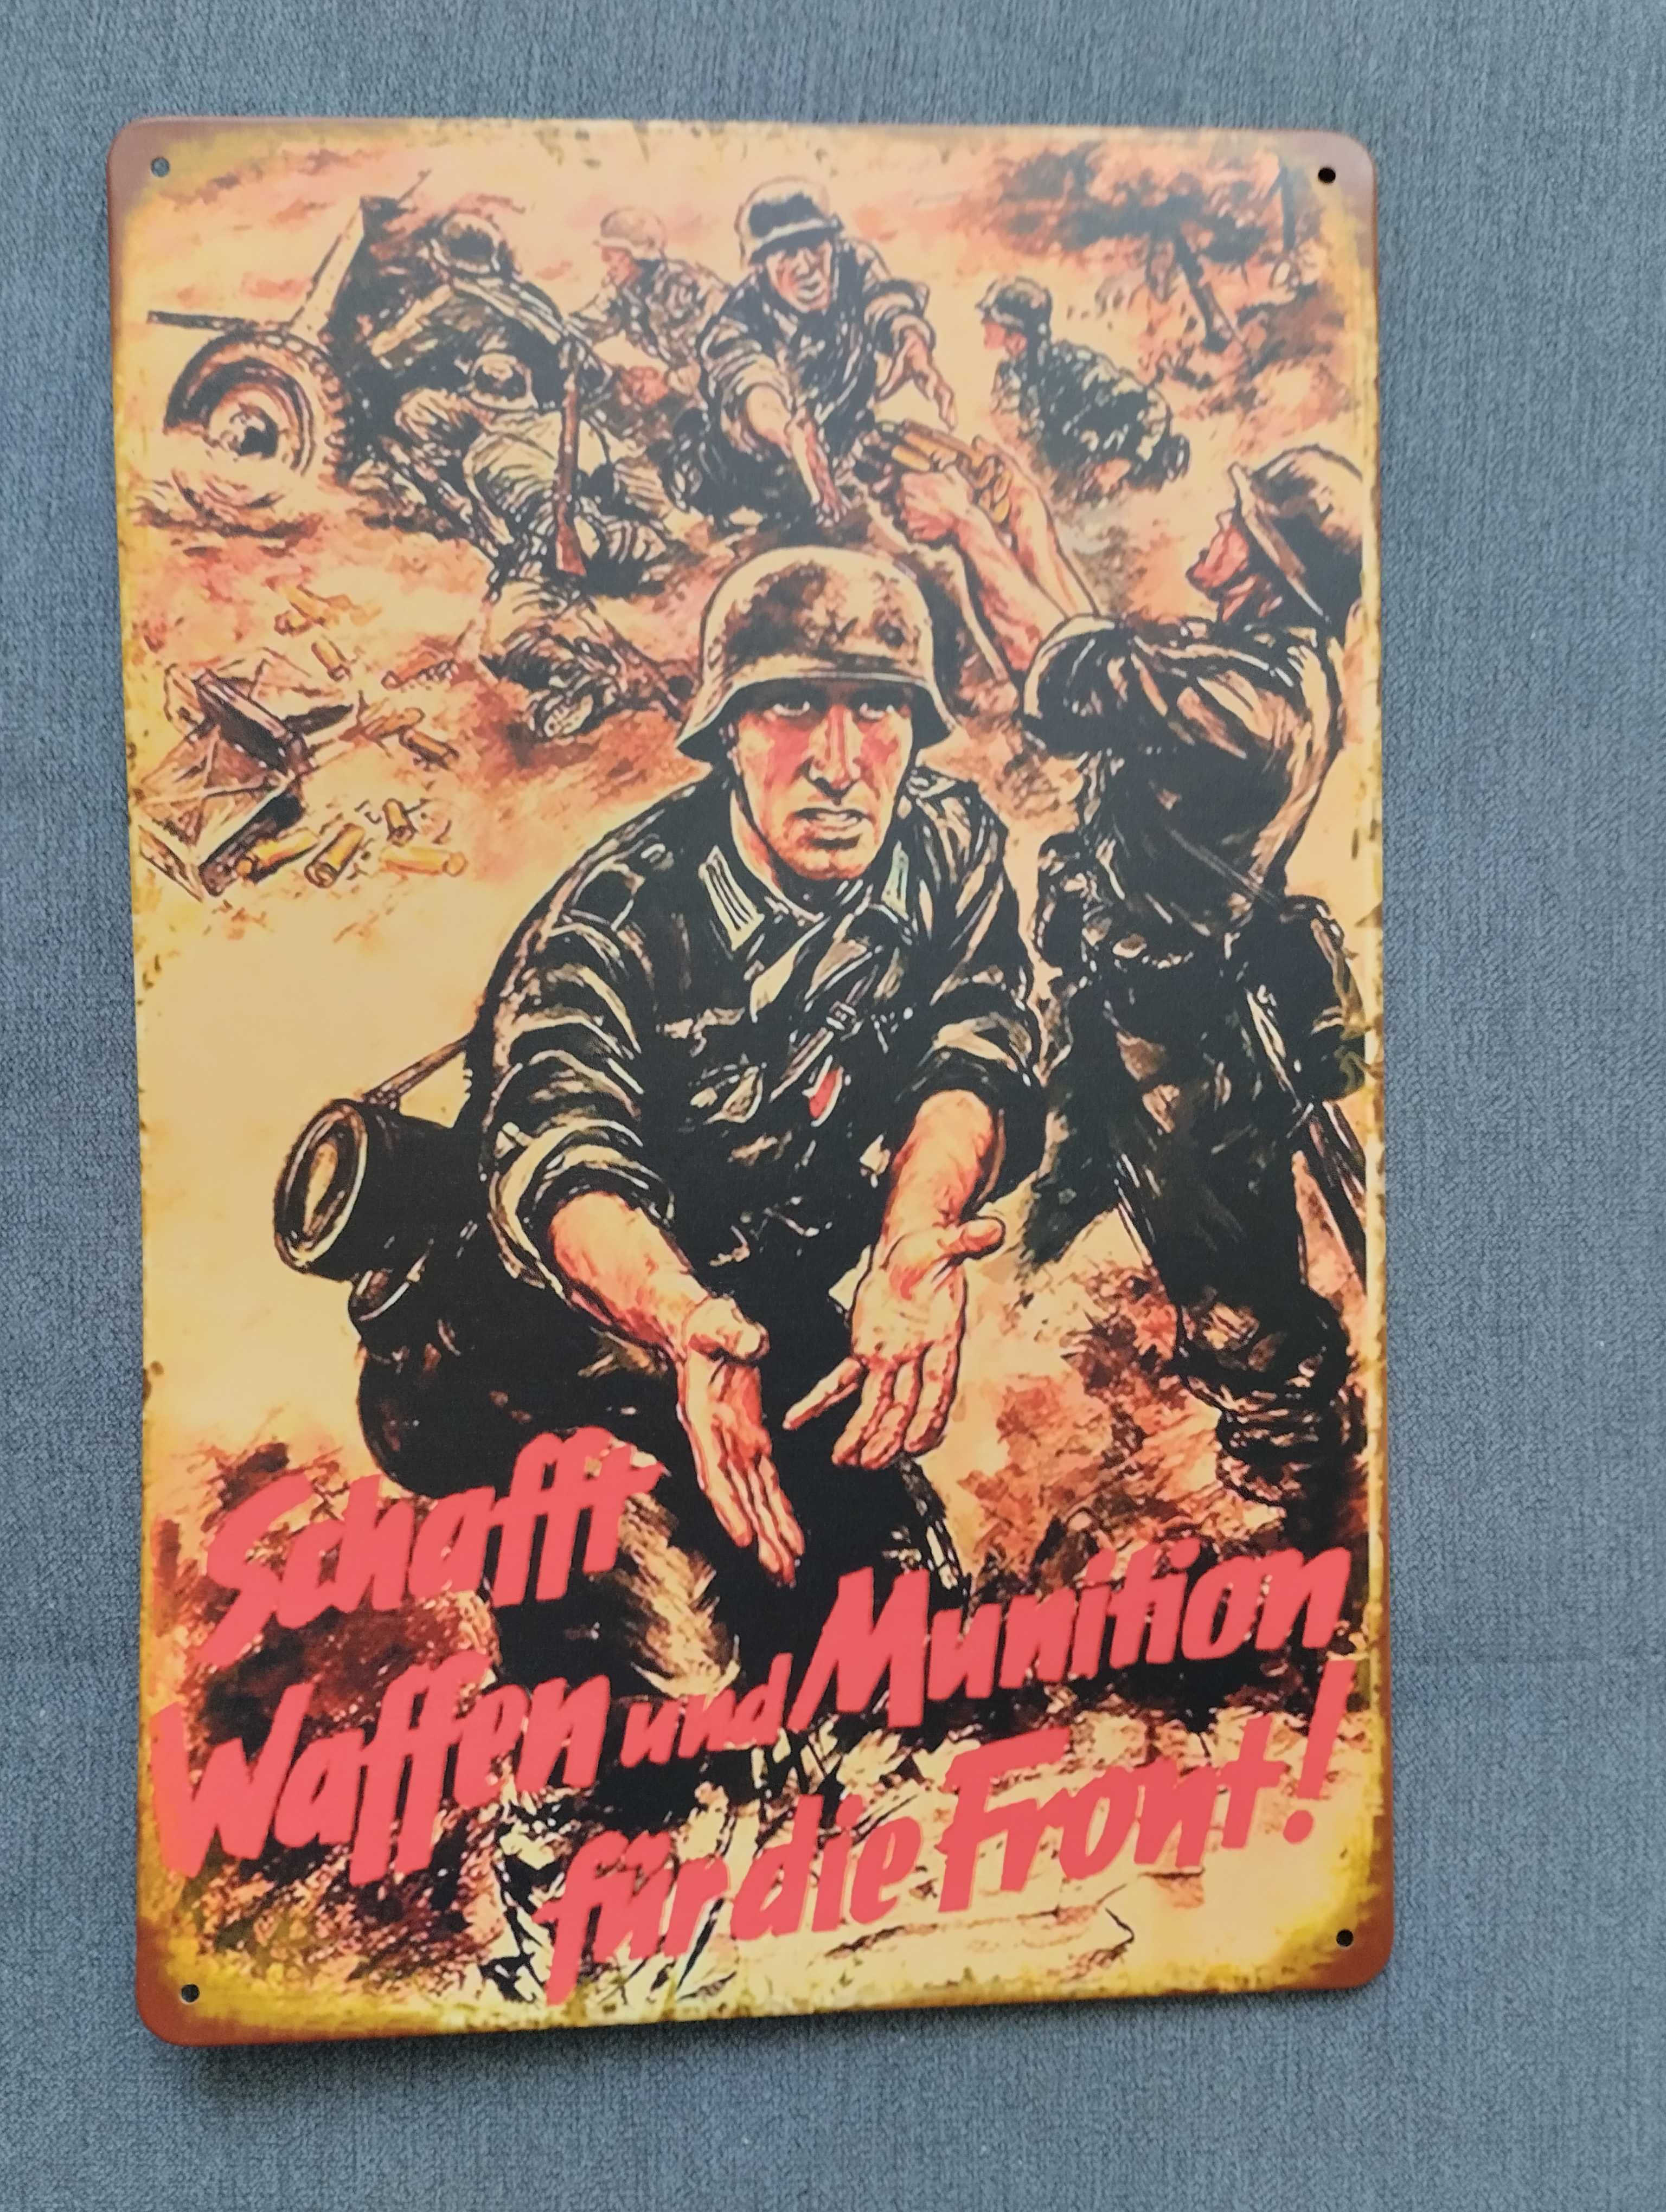 Schafft
Waffen und Munition
für die Front!